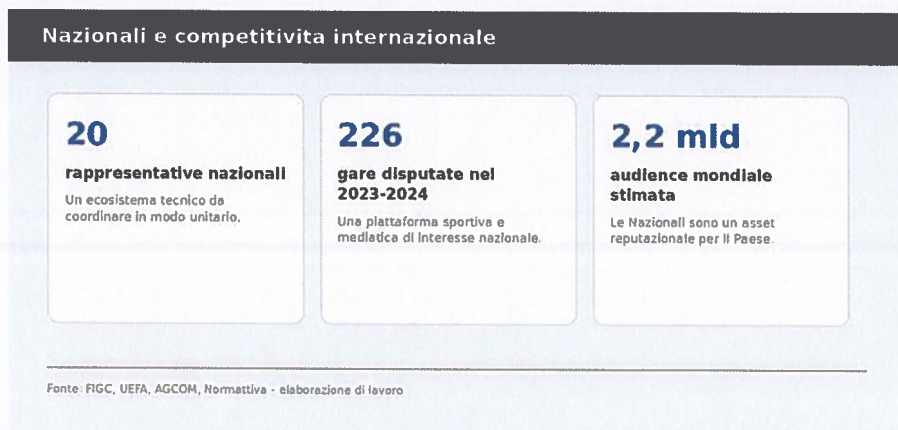 Nazionali e competitivita internazionale
20
rappresentative nazionali
Un ecosistema tecnico da
coordinare in modo unitario.
226
gare disputate nel
2023-2024
Una piattaforma sportiva e
mediatica di interesse nazionale.
2,2 mld
audience mondiale
stimata
Le Nazionali sono un asset
reputazionale per il Paese.
Fonte: FIGC, UEFA, AGCOM, Normattiva - elaborazione di lavoro